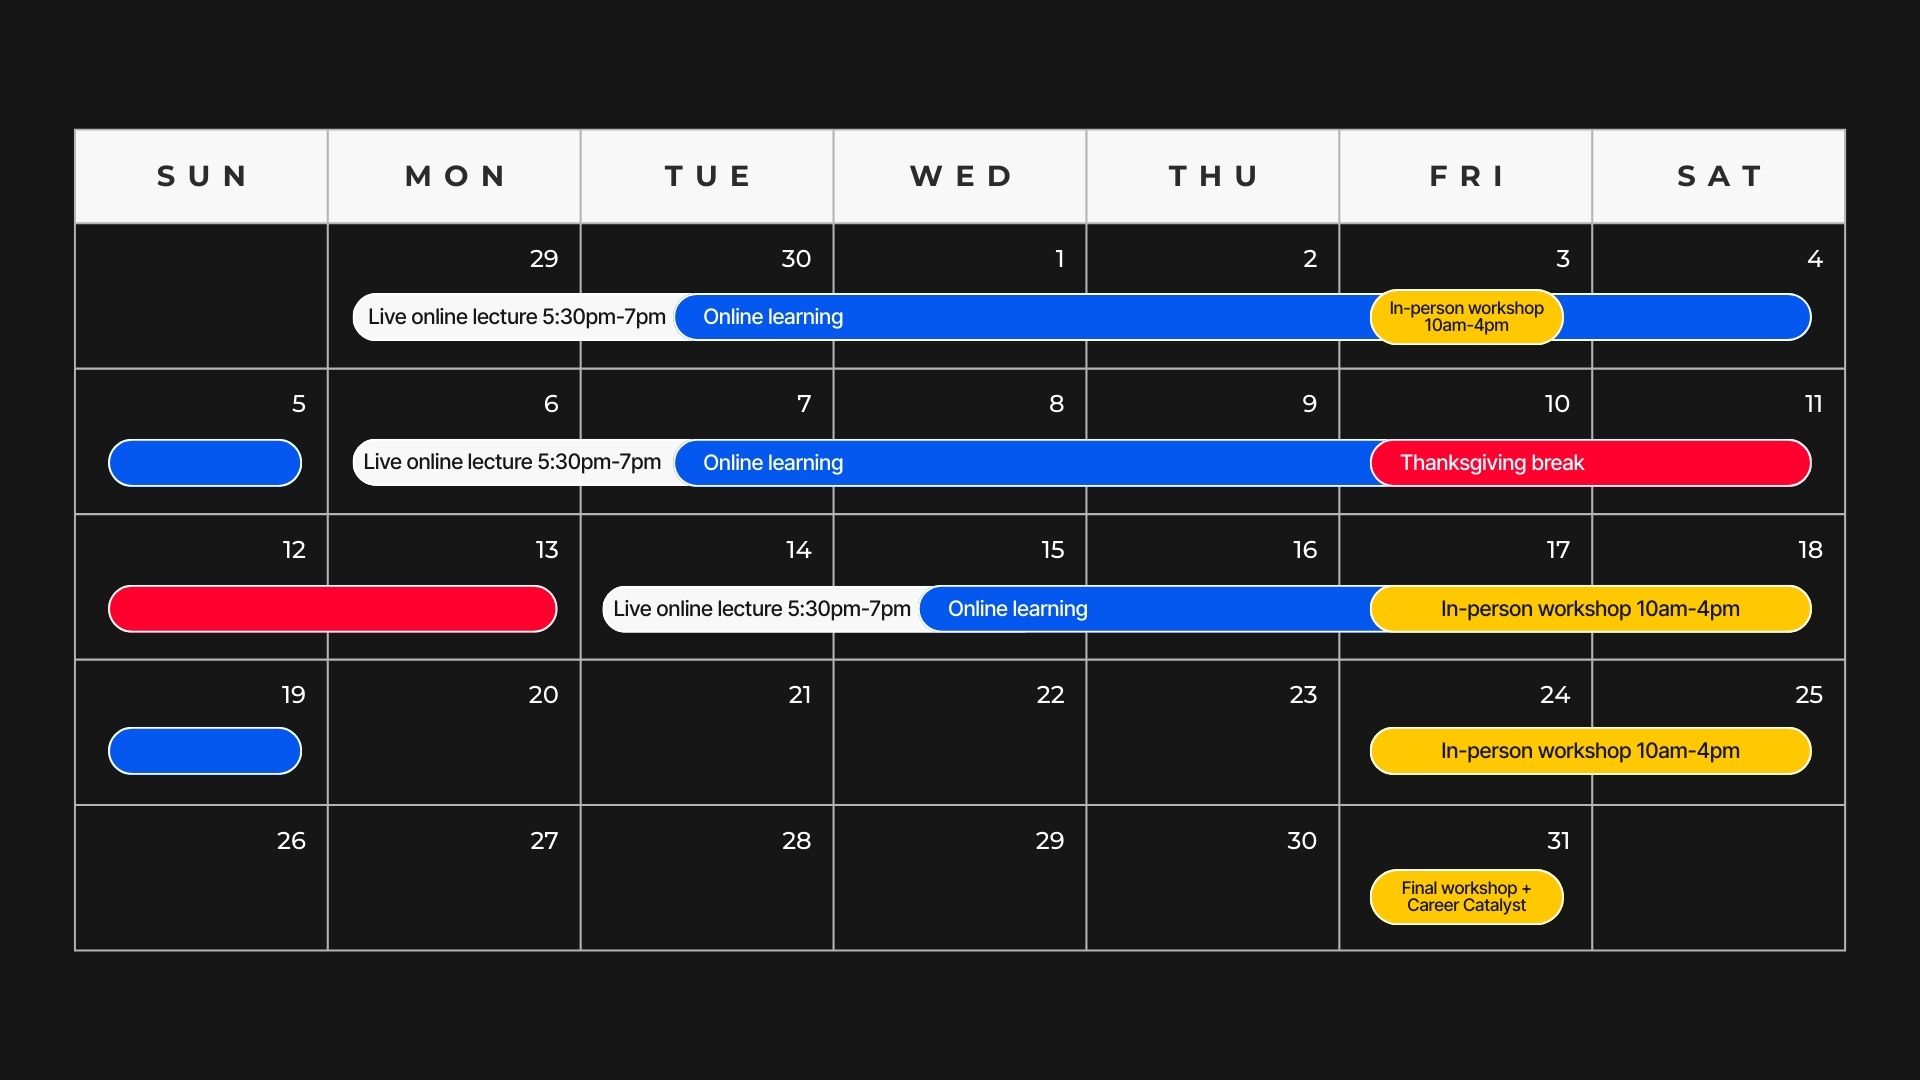 SUN MON TUE WED THU FRI SAT
29 30 1 2 3 4
Live online lecture 5:30pm-7pm Online learning In-person workshop
10am-4pm
5 6 7 8 9 10 11
Live online lecture 5:30pm-7pm Online learning Thanksgiving break
12 13 14 15 16 17 18
Live online lecture 5:30pm-7pm Online learning In-person workshop 10am-4pm
19 20 21 22 23 24 25
In-person workshop 10am-4pm
26 27 28 29 30 31
Final workshop +
Career Catalyst